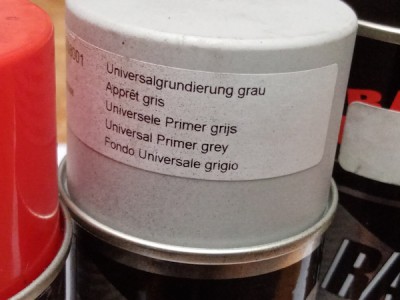 Universalgrundierung grau
Apprêt gris
Universele Primer grijs
Universal Primer grey
Fondo Universale grigio